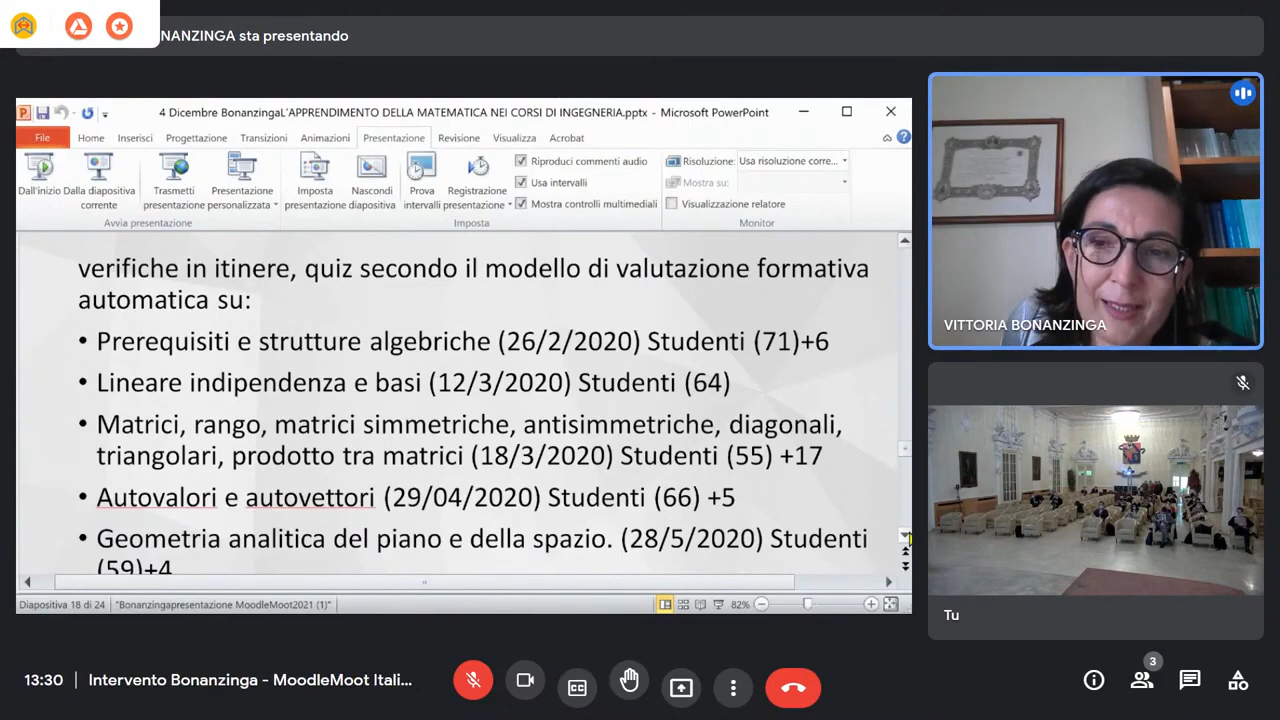 NANZINGA sta presentando
4 Dicembre BonanzingaL'APPRENDIMENTO DELLA MATEMATICA NEI CORSI DI INGEGNERIA.pptx - Microsoft PowerPoint
File Home Inserisci Progettazione Transizioni Animazioni Presentazione Revisione Visualizza Acrobat
Dall'inizio
Dalla diapositiva
corrente
Trasmetti
presentazione
Presentazione
personalizzata
Avvia presentazione
Imposta
presentazione
Nascondi
diapositiva
Prova
intervalli
Registrazione
presentazione
Riproduci commenti audio
Usa intervalli
Mostra controlli multimediali
Imposta
Risoluzione: Usa risoluzione corre...
Mostra su:
Visualizzazione relatore
Monitor
verifiche in itinere, quiz secondo il modello di valutazione formativa
automatica su:
• Prerequisiti e strutture algebriche (26/2/2020) Studenti (71)+6
• Lineare indipendenza e basi (12/3/2020) Studenti (64)
• Matrici, rango, matrici simmetriche, antisimmetriche, diagonali,
triangolari, prodotto tra matrici (18/3/2020) Studenti (55) +17
• Autovalori e autovettori (29/04/2020) Studenti (66) +5
• Geometria analitica del piano e della spazio. (28/5/2020) Studenti
(59)+4
Diapositiva 18 di 24 "Bonanzingapresentazione MoodleMoot2021 (1)" 82%
VITTORIA BONANZINGA
Tu
13:30 | Intervento Bonanzinga - MoodleMoot Itali...
CC
3